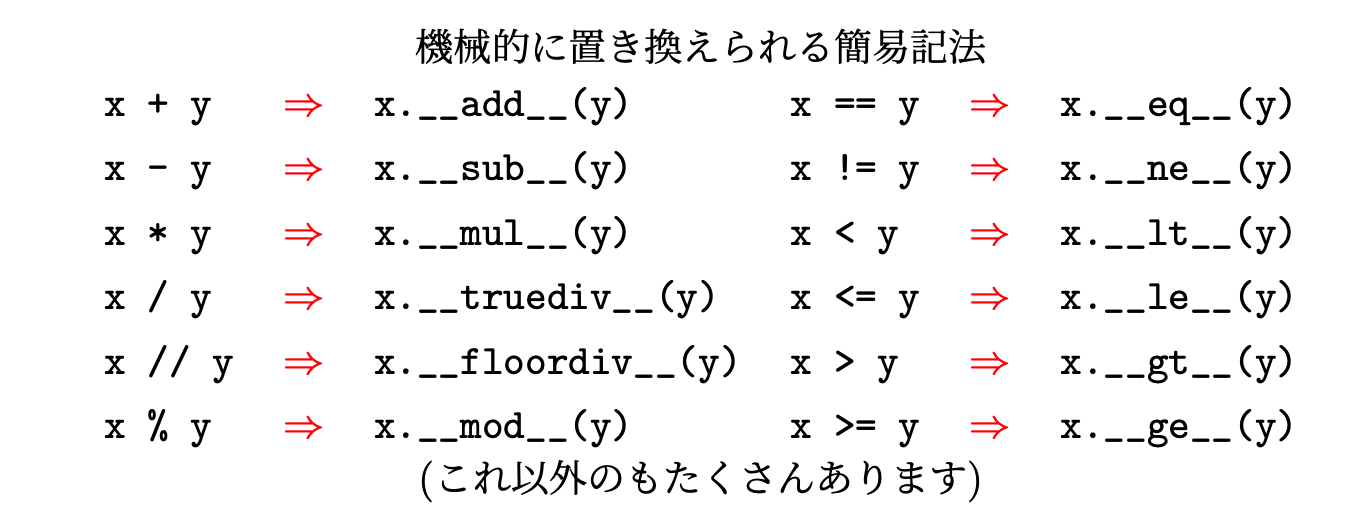 機械的に置き換えられる簡易記法
x + y ⇒ x.__add__(y) x == y ⇒ x.__eq__(y)
x - y ⇒ x.__sub__(y) x != y ⇒ x.__ne__(y)
x * y ⇒ x.__mul__(y) x < y ⇒ x.__lt__(y)
x / y ⇒ x.__truediv__(y) x <= y ⇒ x.__le__(y)
x // y ⇒ x.__floordiv__(y) x > y ⇒ x.__gt__(y)
x % y ⇒ x.__mod__(y) x >= y ⇒ x.__ge__(y)
(これ以外のもたくさんあります)